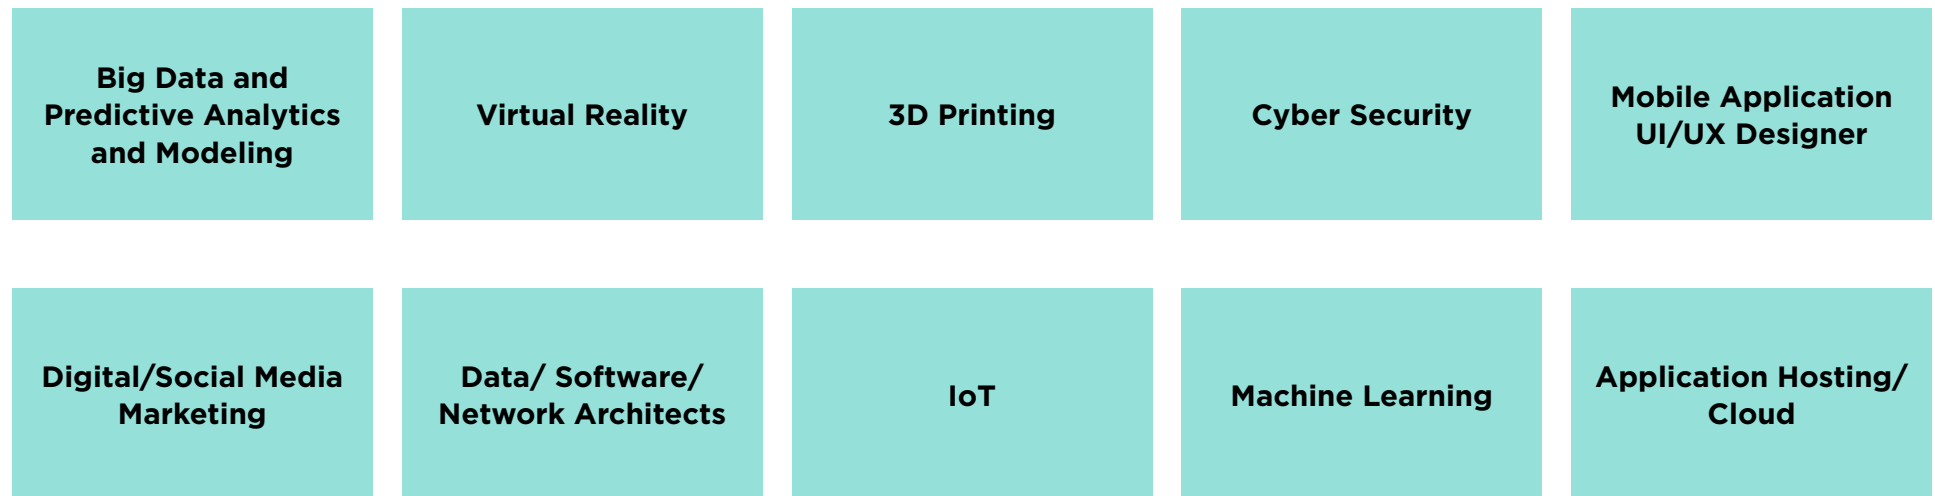 Big Data and
Predictive Analytics
and Modeling
Virtual Reality
3D Printing
Cyber Security
Mobile Application
UI/UX Designer
Digital/Social Media
Marketing
Data/ Software/
Network Architects
IoT
Machine Learning
Application Hosting/
Cloud